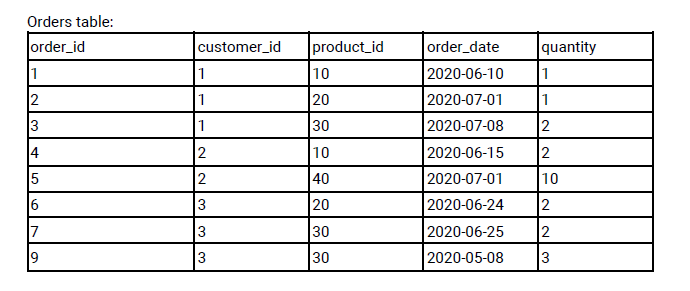 Orders table:
order_id customer_id product_id order_date quantity
1 1 10 2020-06-10 1
2 1 20 2020-07-01 1
3 1 30 2020-07-08 2
4 2 10 2020-06-15 2
5 2 40 2020-07-01 10
6 3 20 2020-06-24 2
7 3 30 2020-06-25 2
9 3 30 2020-05-08 3